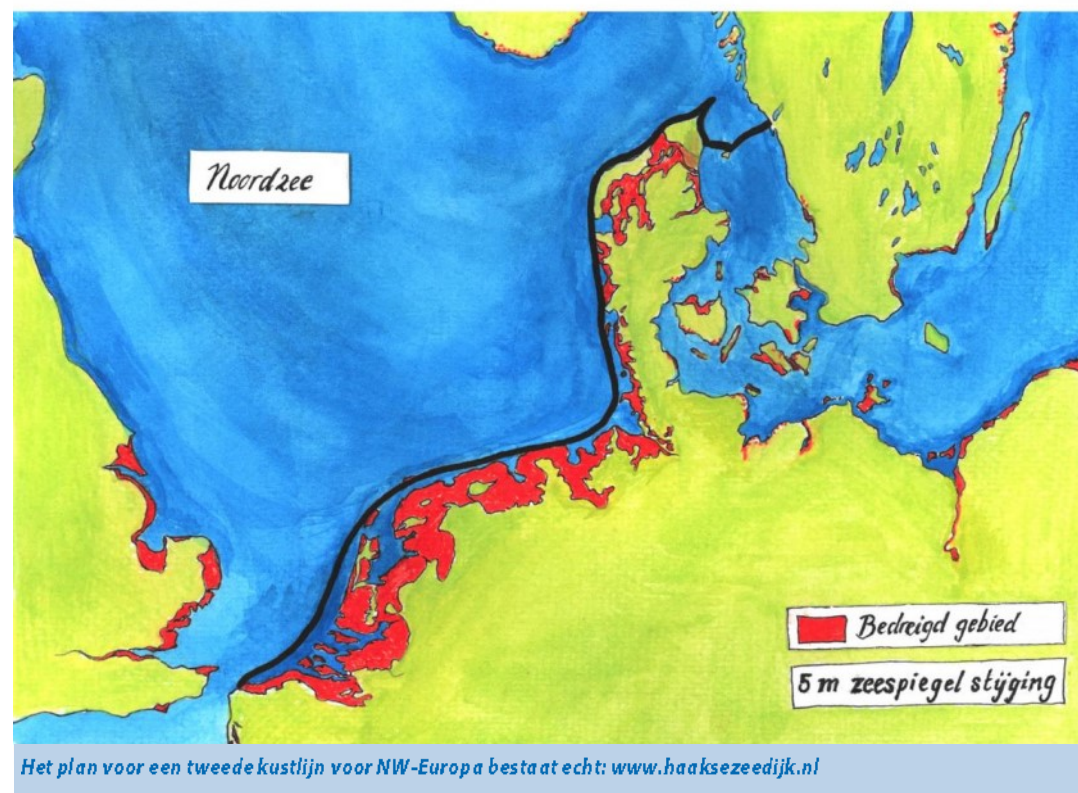 Noordzee
Bedreigd gebied
5 m zeespiegel stijging
Het plan voor een tweede kustlijn voor NW-Europa bestaat echt: www.haaksezeedijk.nl